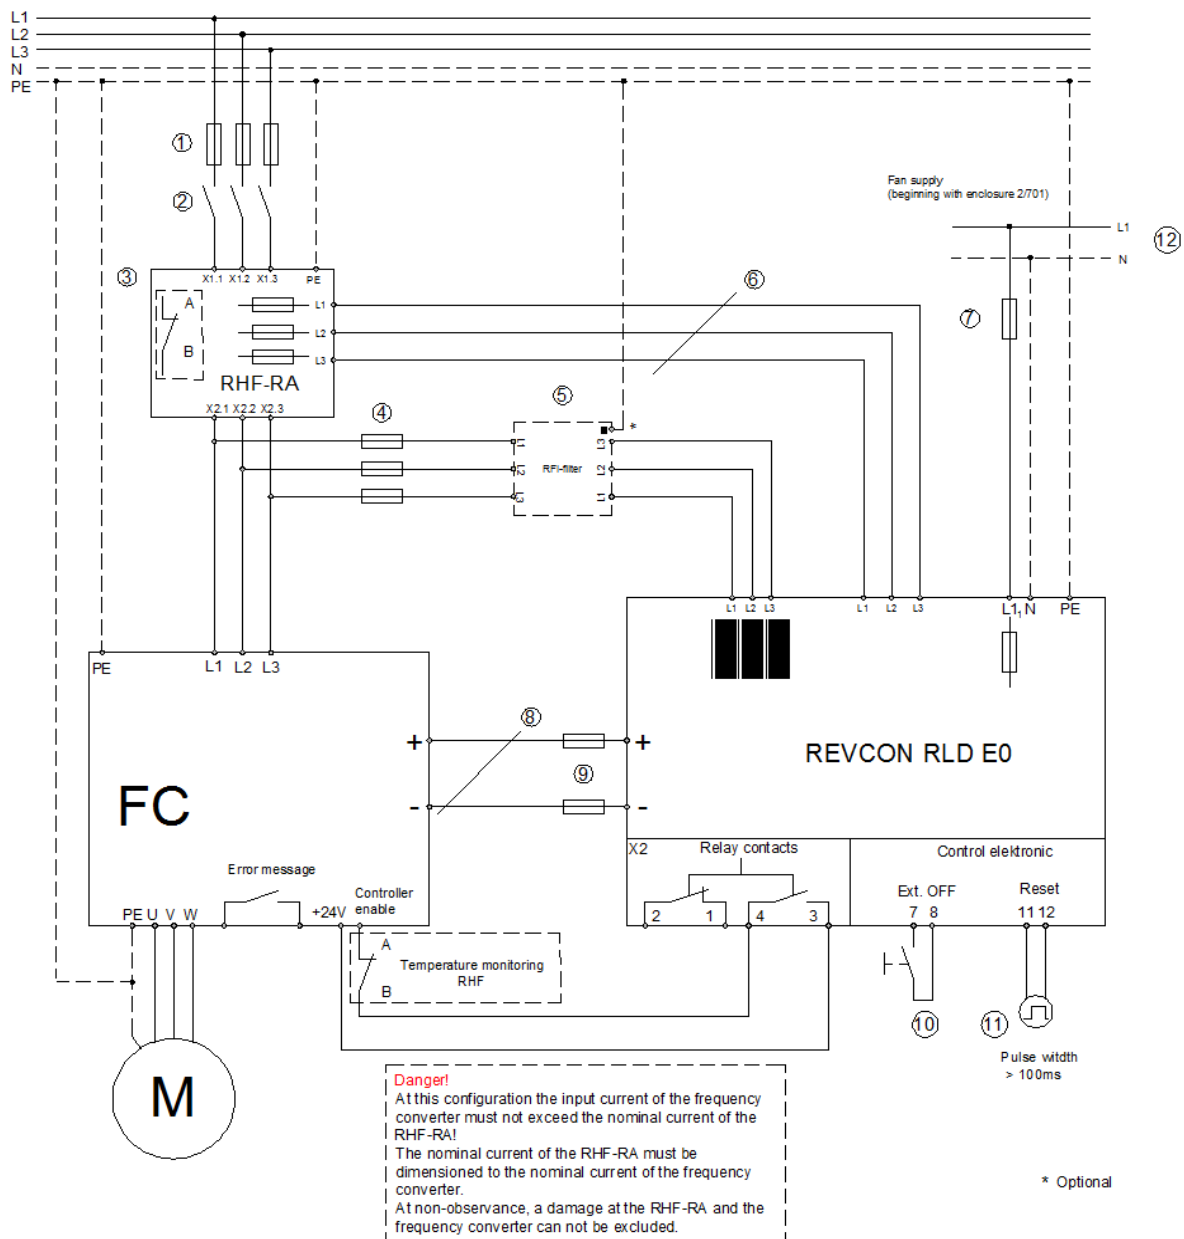 L1
L2
L3
N
PE
1
2
3
Fan supply
(beginning with enclosure 2/701)
L1
N
12
7
6
X1.1 X1.2 X1.3 PE
A
B
L1
L2
L3
RHF-RA
X2.1 X2.2 X2.3
4
5
*
L1
L2
L3
RFI-filter
L3
L2
L1
L1 L2 L3
L1 L2 L3
L1, N PE
PE
L1 L2 L3
FC
+
-
8
9
+
-
REVCON RLD E0
X2
Relay contacts
2 1 4 3
Control elektronic
Ext. OFF
7 8
Reset
11 12
Error message
PE U V W
+24V
Controller
enable
A
B
Temperature monitoring
RHF
10
11
Pulse witdth
> 100ms
M
Danger!
At this configuration the input current of the frequency
converter must not exceed the nominal current of the
RHF-RA!
The nominal current of the RHF-RA must be
dimensioned to the nominal current of the frequency
converter.
At non-observance, a damage at the RHF-RA and the
frequency converter can not be excluded.
* Optional